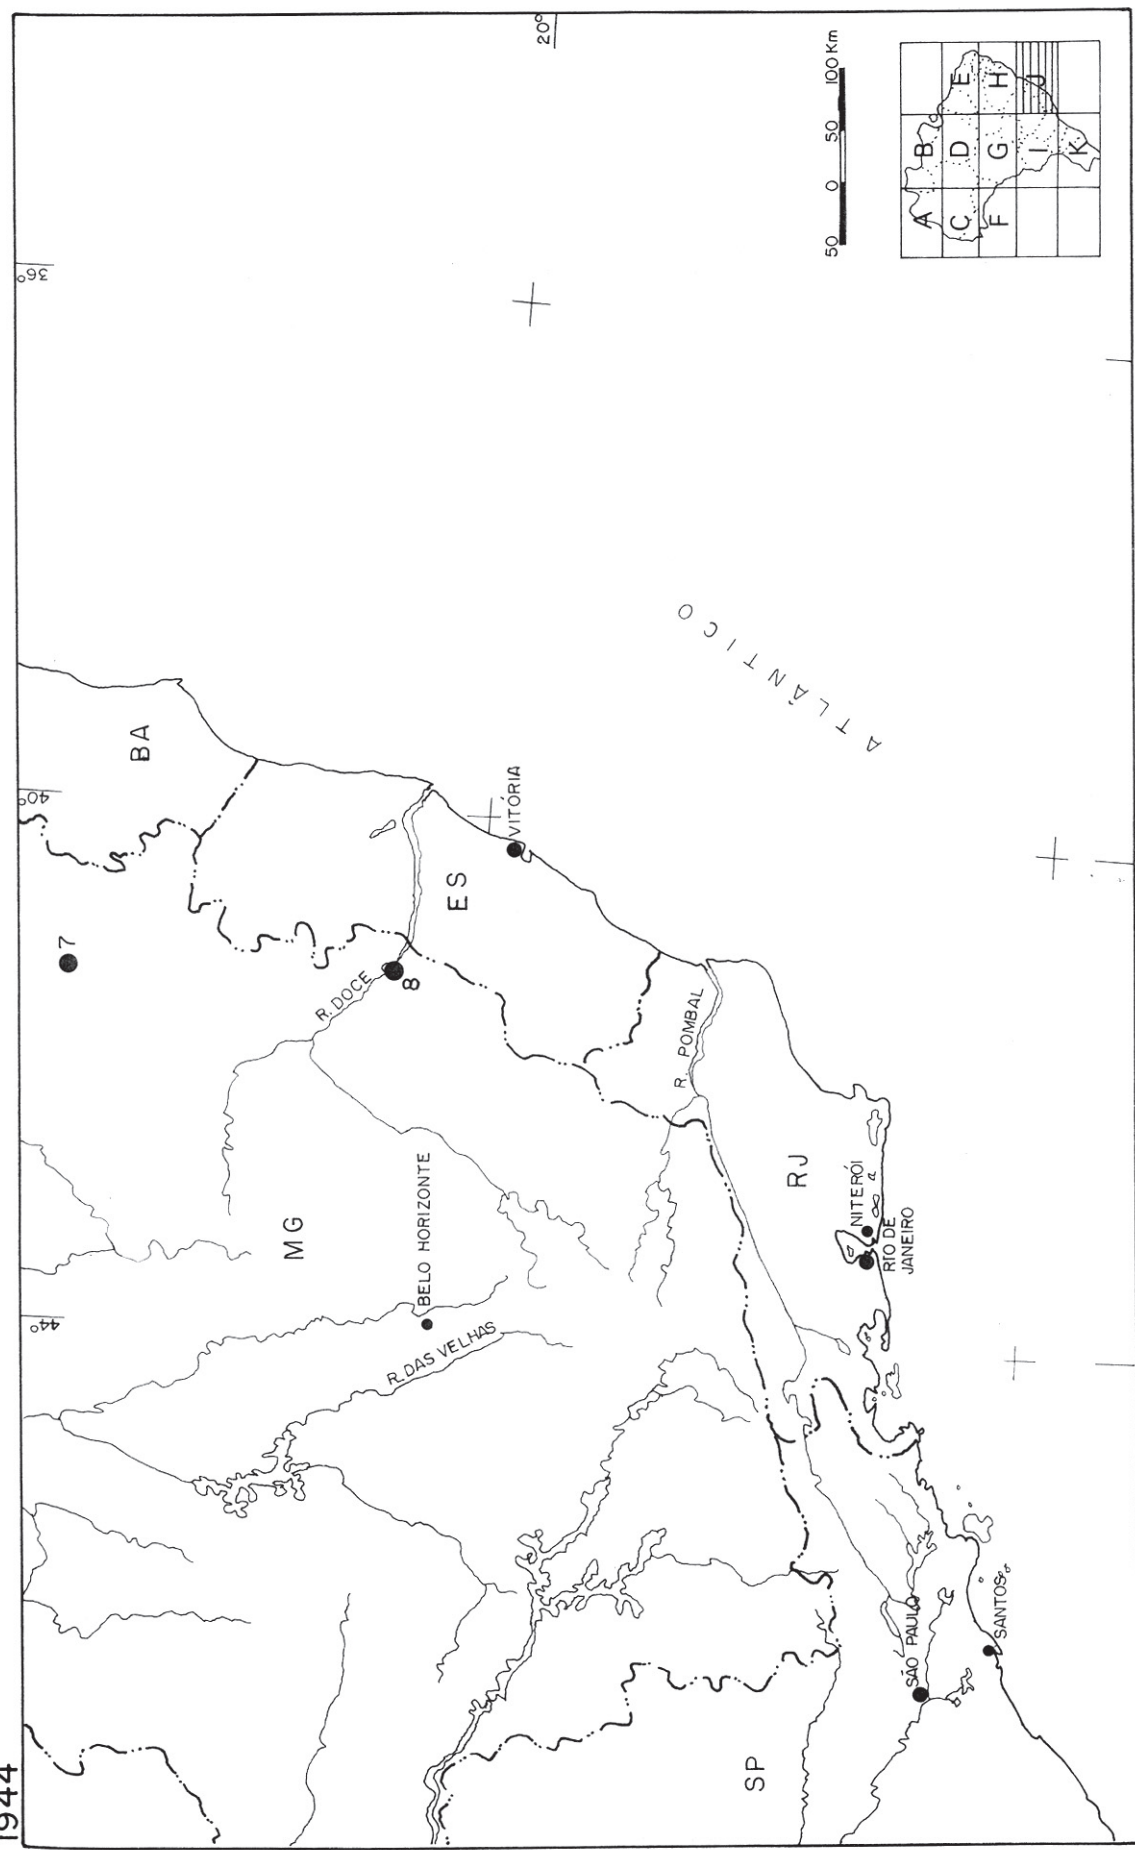 1944
44°
40°
36°
7
BA
MG
R. DOCE
8
BELO HORIZONTE
R. DAS VELHAS
ES
VITÓRIA
20°
R. POMBAL
ATLÂNTICO
SP
RJ
NITERÓI
RIO DE
JANEIRO
SÃO PAULO
SANTOS
50 0 50 100 Km
A B
C D E
F G H
I J
K